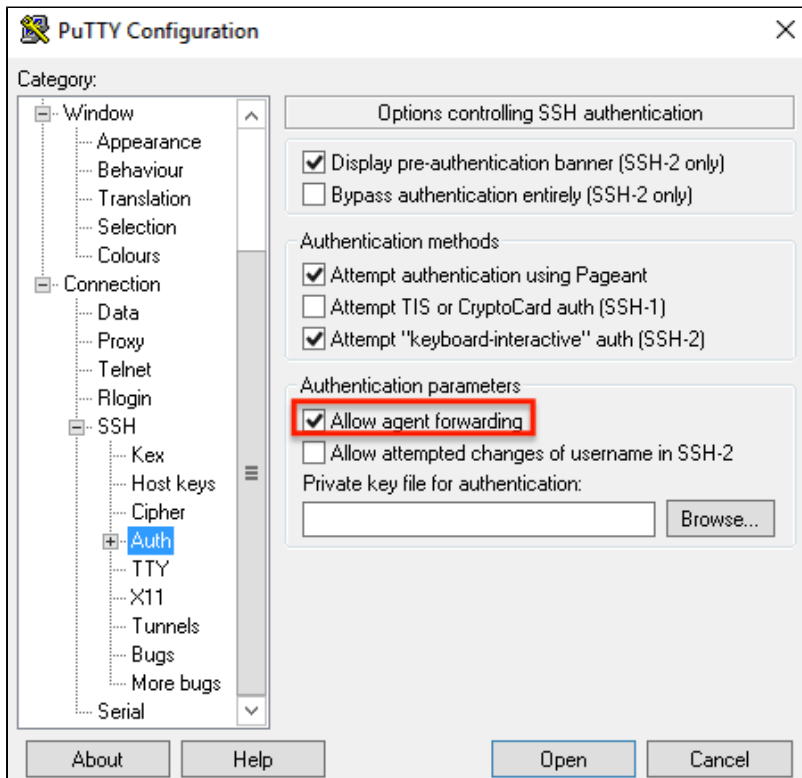 PuTTY Configuration
Category:
Window
Appearance
Behaviour
Translation
Selection
Colours
Connection
Data
Proxy
Telnet
Rlogin
SSH
Kex
Host keys
Cipher
Auth
TTY
X11
Tunnels
Bugs
More bugs
Serial
Options controlling SSH authentication
Display pre-authentication banner (SSH-2 only)
Bypass authentication entirely (SSH-2 only)
Authentication methods
Attempt authentication using Pageant
Attempt TIS or CryptoCard auth (SSH-1)
Attempt "keyboard-interactive" auth (SSH-2)
Authentication parameters
Allow agent forwarding
Allow attempted changes of username in SSH-2
Private key file for authentication:
Browse...
About
Help
Open
Cancel